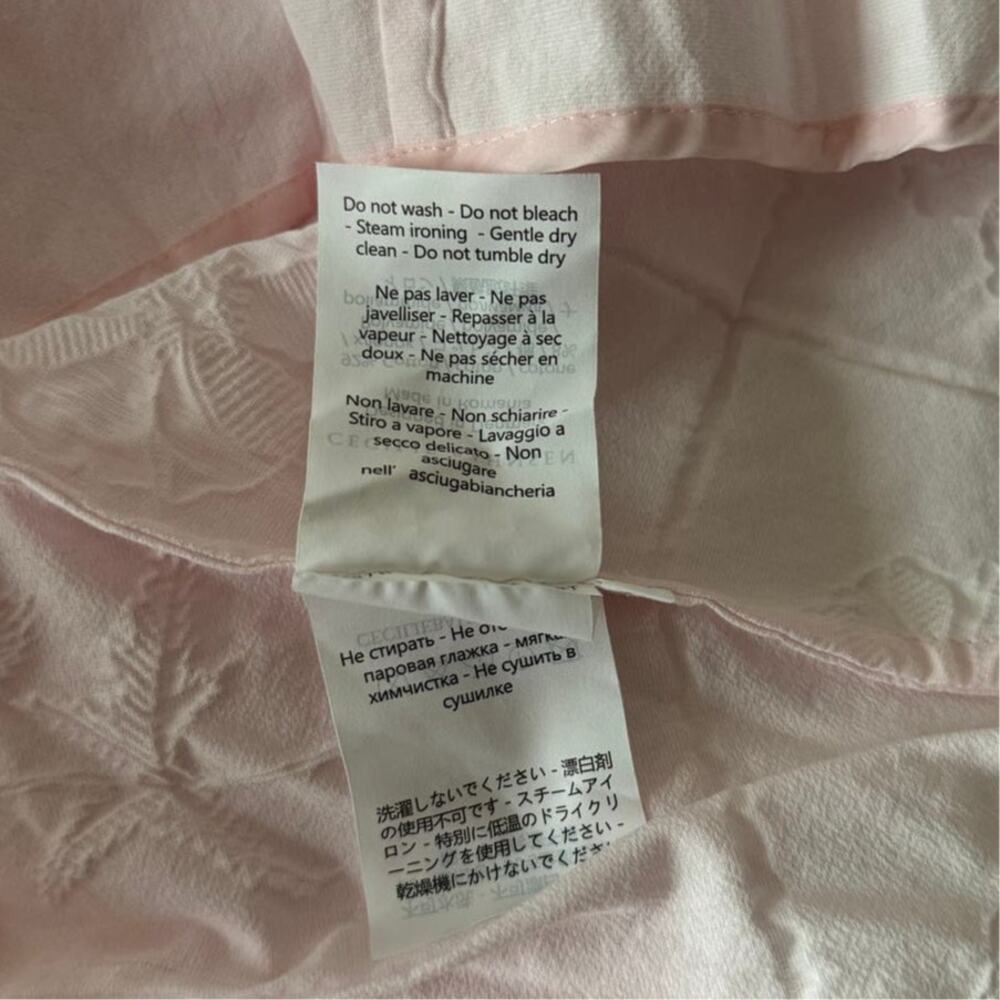 Do not wash - Do not bleach
- Steam ironing - Gentle dry
clean - Do not tumble dry
Ne pas laver - Ne pas
javelliser - Repasser à la
vapeur - Nettoyage à sec
doux - Ne pas sécher en
machine
Non lavare - Non schiarire -
Stiro a vapore - Lavaggio a
secco delicato - Non
asciugare
nell' asciugabiancheria
Не стирать - Не
паровая глажка -
химчистка - Не сушить в
сушилке
洗濯しないでください - 漂白剤
の使用不可です - スチームアイ
ロン - 特別に低温のドライクリ
ーニングを使用してください -
乾燥機にかけないでくださ